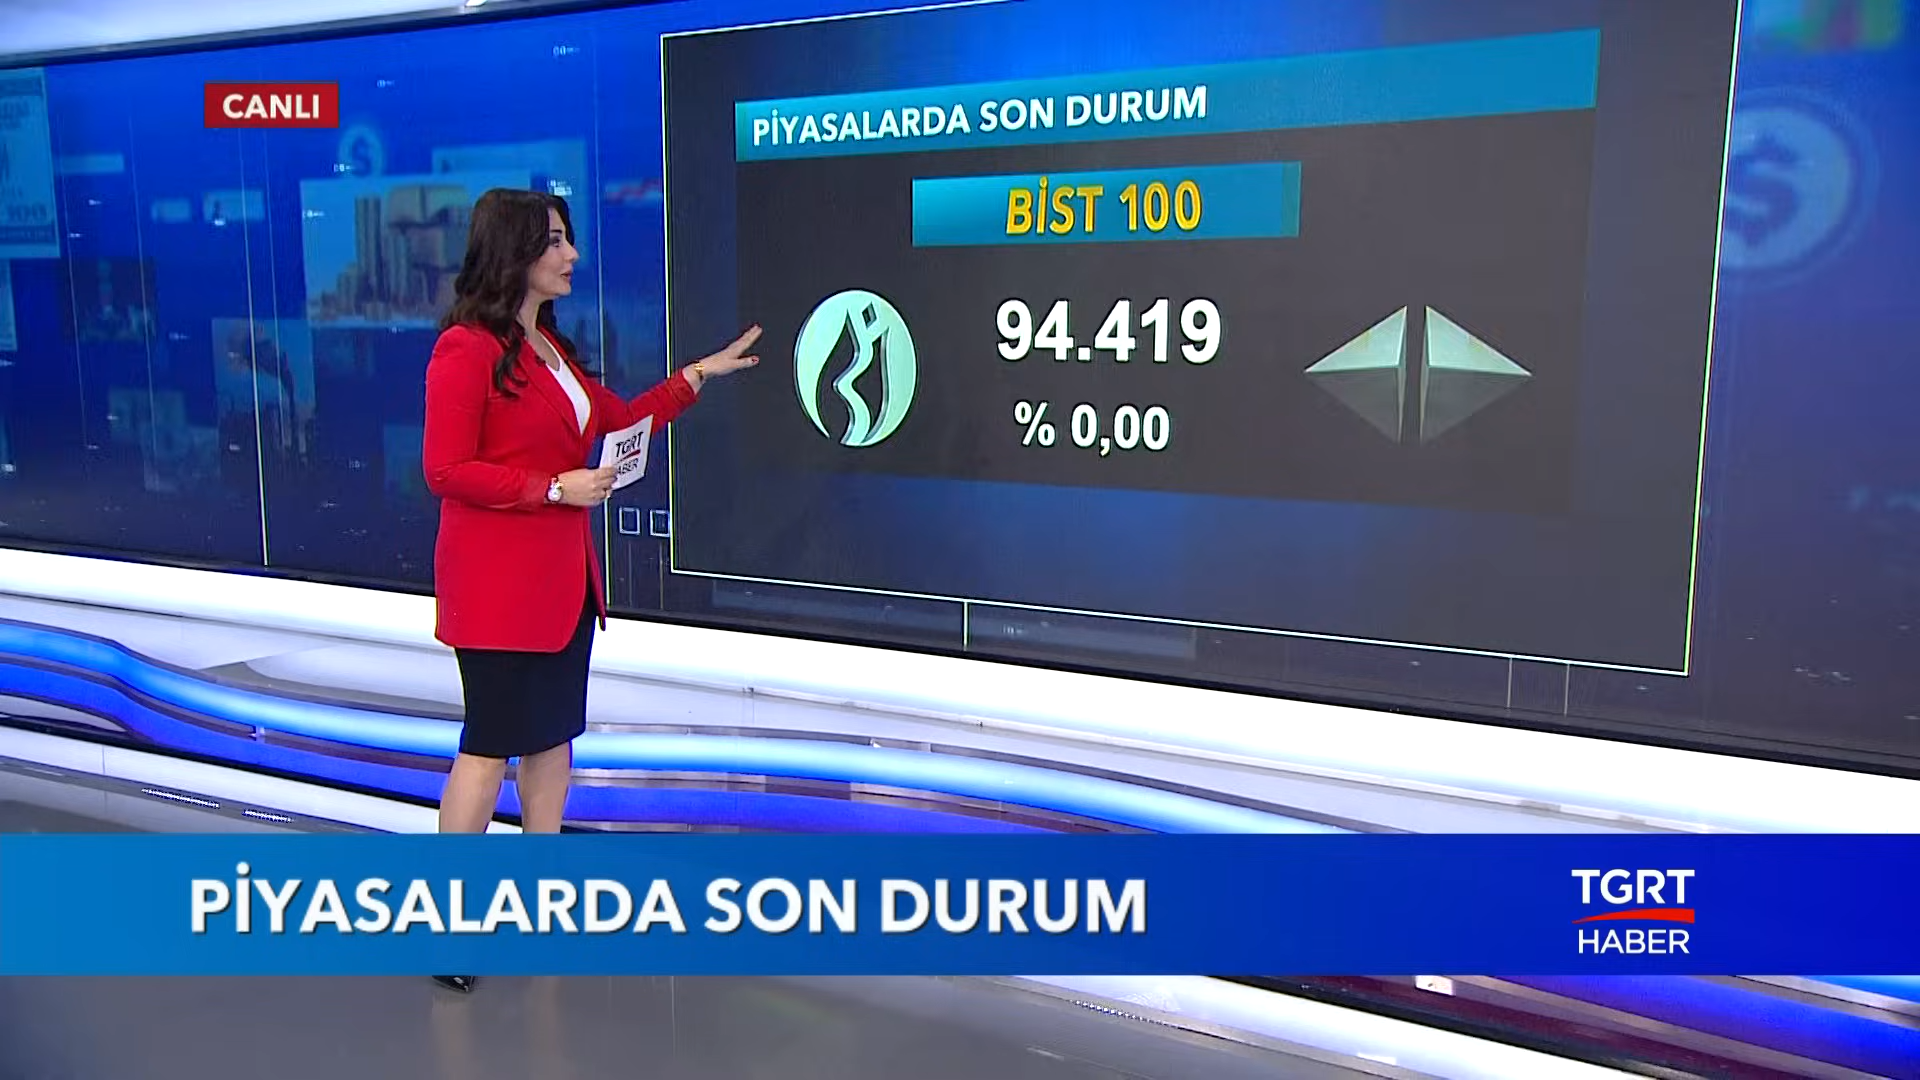 CANLI
PİYASALARDA SON DURUM
BİST 100
94.419
% 0,00
TGRT
HABER
PİYASALARDA SON DURUM
TGRT
HABER